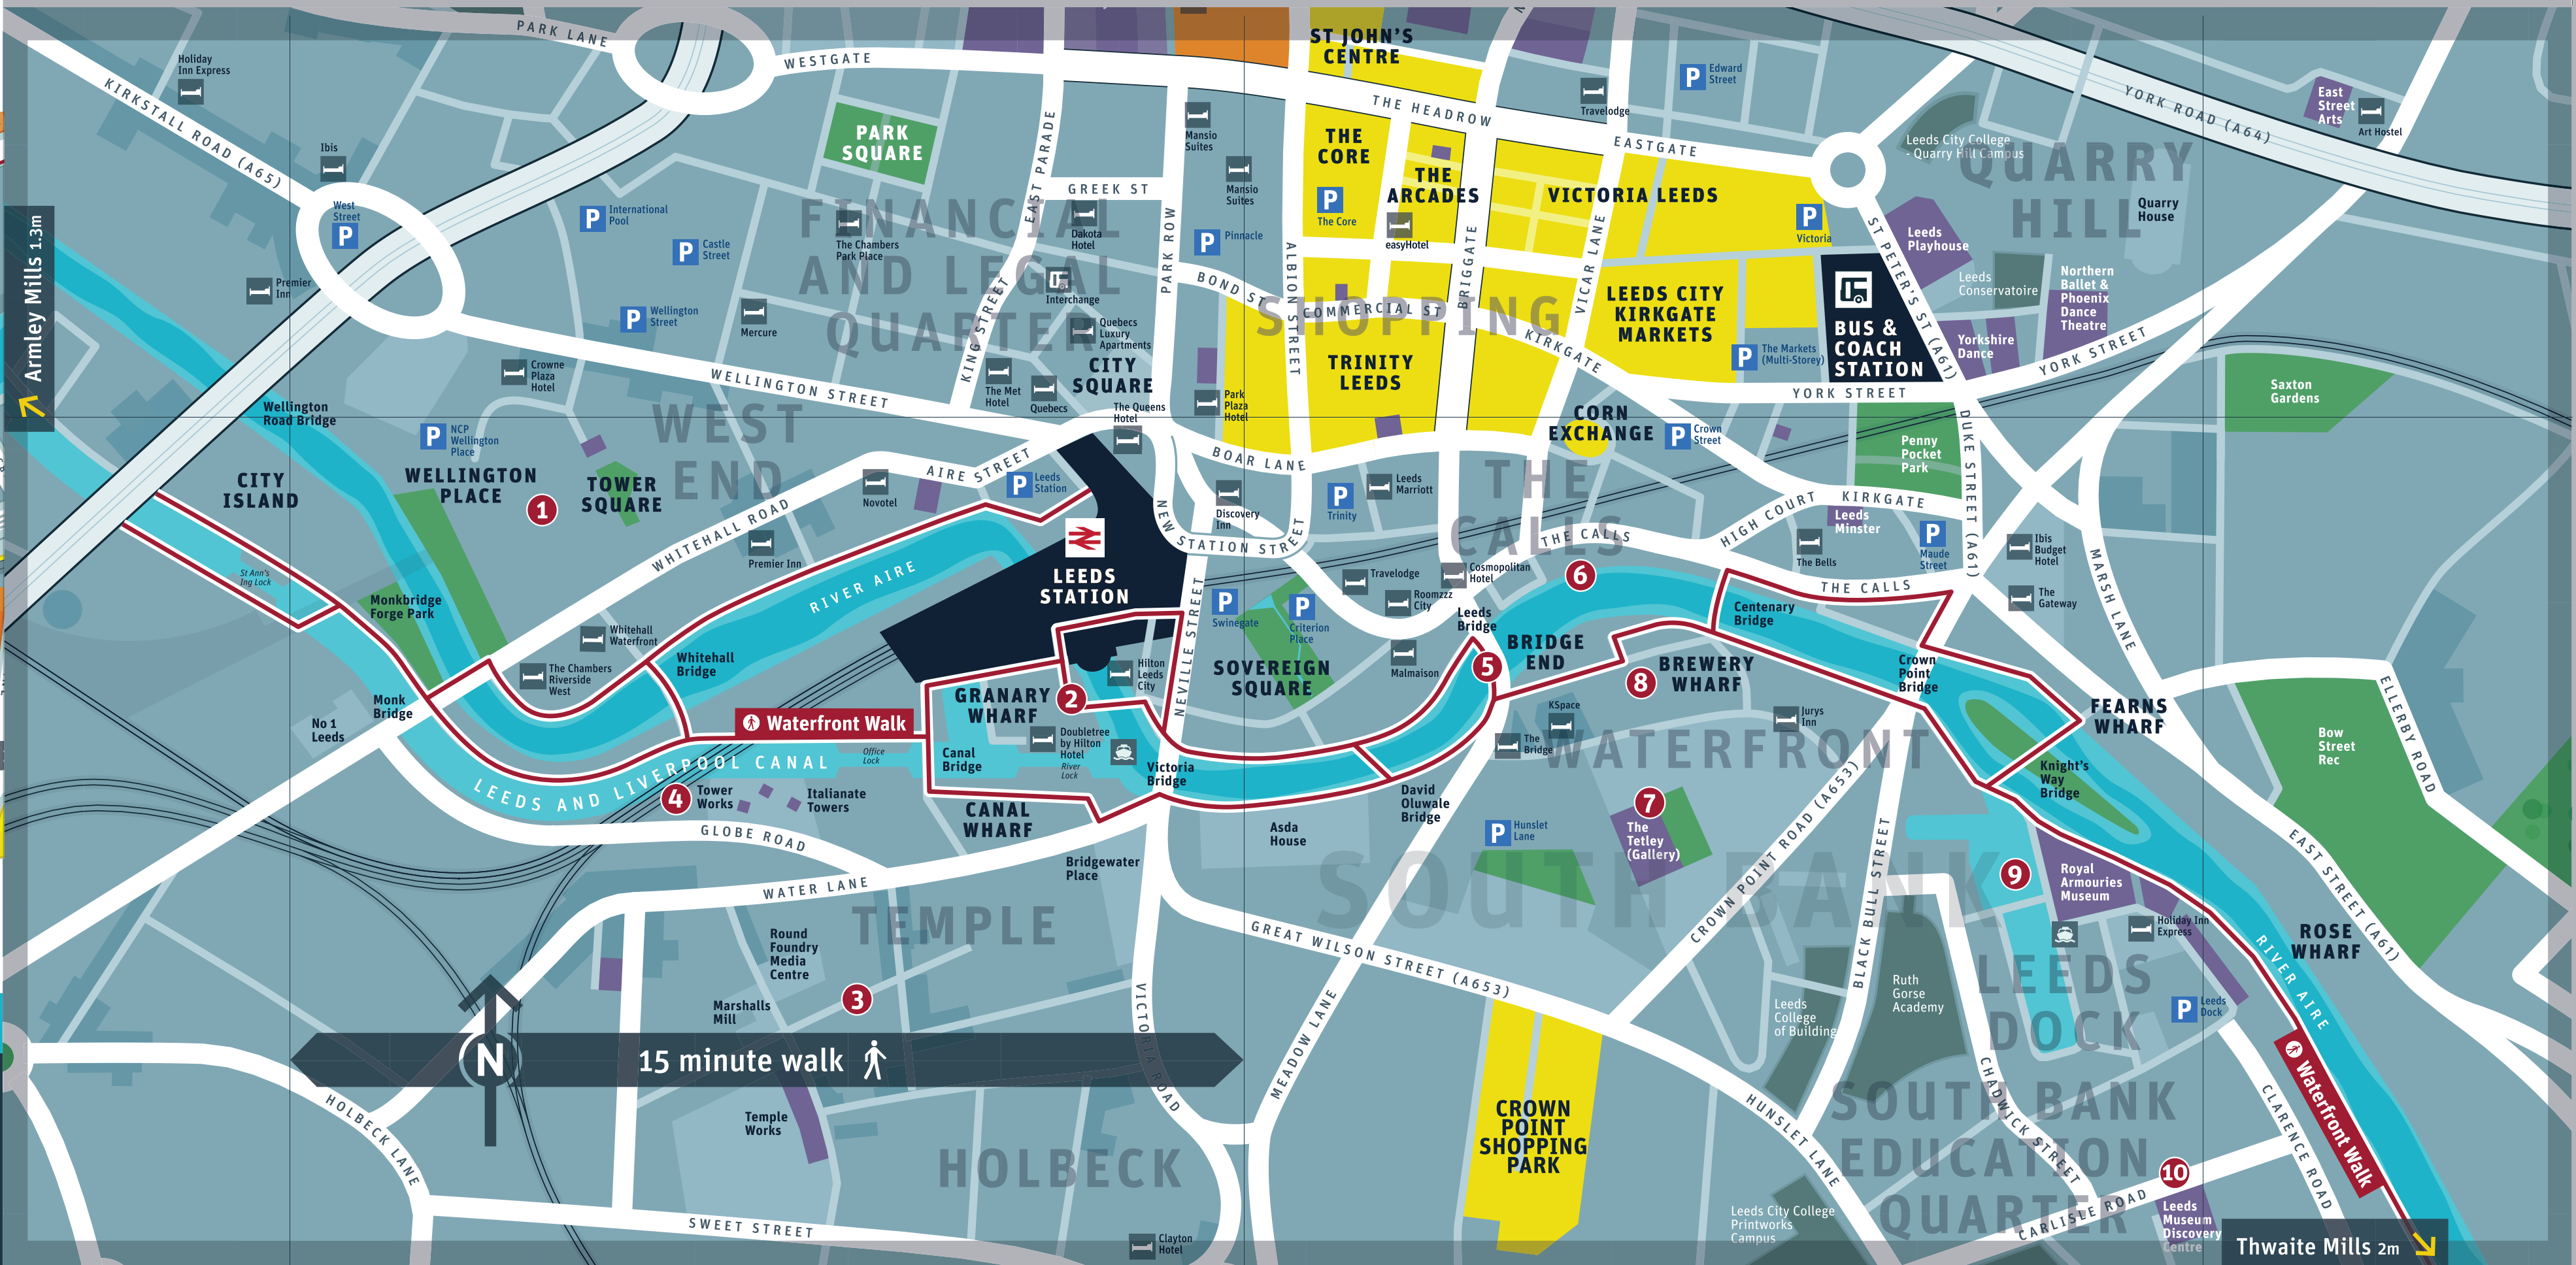 PARK LANE
WESTGATE
ST JOHN'S
CENTRE
Holiday
Inn Express
KIRKSTALL ROAD (A65)
THE HEADROW
Travelodge
P
Edward
Street
YORK ROAD (A64)
East
Street
Arts
Art Hostel
PARK
SQUARE
EAST PARADE
Mansio
Suites
THE
CORE
EASTGATE
Leeds City College
- Quarry Hill Campus
QUARRY
HILL
Ibis
GREEK ST
Mansio
Suites
THE
ARCADES
VICTORIA LEEDS
Quarry
House
West
Street
P
P
International
Pool
FINANCIAL
AND LEGAL
QUARTER
The Chambers
Park Place
Dakota
Hotel
PARK ROW
P
Pinnacle
P
The Core
easyHotel
BRIGGATE
VICAR LANE
P
Victoria
ST PETER'S ST (A61)
Leeds
Playhouse
Armley Mills 1.3m
P
Castle
Street
Premier
Inn
Interchange
BOND ST
ALBION STREET
SHOPPING
COMMERCIAL ST
LEEDS CITY
KIRKGATE
MARKETS
Leeds
Conservatoire
Northern
Ballet &
Phoenix
Dance
Theatre
P
Wellington
Street
Mercure
KING STREET
Quebecs
Luxury
Apartments
KIRKGATE
BUS &
COACH
STATION
Yorkshire
Dance
YORK STREET
Crowne
Plaza
Hotel
WELLINGTON STREET
The Met
Hotel
Quebecs
CITY
SQUARE
TRINITY
LEEDS
P
The Markets
(Multi-Storey)
YORK STREET
Saxton
Gardens
Wellington
Road Bridge
The Queens
Hotel
Park
Plaza
Hotel
CORN
EXCHANGE
P
Crown
Street
P
NCP
Wellington
Place
WEST
END
AIRE STREET
BOAR LANE
Penny
Pocket
Park
DUKE STREET (A61)
CITY
ISLAND
WELLINGTON
PLACE
1
TOWER
SQUARE
Novotel
P
Leeds
Station
Discovery
Inn
P
Trinity
Leeds
Marriott
THE
CALLS
KIRKGATE
HIGH COURT
Leeds
Minster
WHITEHALL ROAD
Premier Inn
NEW STATION STREET
THE CALLS
The Bells
P
Maude
Street
Ibis
Budget
Hotel
St Ann's
Ing Lock
RIVER AIRE
LEEDS
STATION
Travelodge
Cosmopolitan
Hotel
6
THE CALLS
MARSH LANE
Monkbridge
Forge Park
NEVILLE STREET
P
Swinegate
P
Criterion
Place
Roomzzz
City
Leeds
Bridge
Centenary
Bridge
The
Gateway
Whitehall
Waterfront
Whitehall
Bridge
The Chambers
Riverside
West
Hilton
Leeds
City
SOVEREIGN
SQUARE
Malmaison
5
BRIDGE
END
8
BREWERY
WHARF
Crown
Point
Bridge
Monk
Bridge
GRANARY
WHARF
2
FEARNS
WHARF
ELLERBY ROAD
No 1
Leeds
Waterfront Walk
Doubletree
by Hilton
Hotel
KSpace
Jurys
Inn
The
Bridge
WATERFRONT
Bow
Street
Rec
LEEDS AND LIVERPOOL CANAL
Office
Lock
Canal
Bridge
River
Lock
Victoria
Bridge
Knight's
Way
Bridge
4
Tower
Works
Italianate
Towers
CANAL
WHARF
David
Oluwale
Bridge
7
The
Tetley
(Gallery)
CROWN POINT ROAD (A653)
GLOBE ROAD
Asda
House
P
Hunslet
Lane
BLACK BULL STREET
EAST STREET (A61)
Bridgewater
Place
SOUTH BANK
9
Royal
Armouries
Museum
WATER LANE
TEMPLE
GREAT WILSON STREET (A653)
Holiday Inn
Express
ROSE
WHARF
Round
Foundry
Media
Centre
LEEDS
DOCK
RIVER AIRE
3
Marshalls
Mill
VICTORIA ROAD
MEADOW LANE
Leeds
College
of Building
Ruth
Gorse
Academy
P
Leeds
Dock
N
15 minute walk
Waterfront Walk
HOLBECK LANE
Temple
Works
CROWN
POINT
SHOPPING
PARK
HUNSLET LANE
CHADWICK STREET
SOUTH BANK
EDUCATION
QUARTER
CLARENCE ROAD
HOLBECK
10
SWEET STREET
Clayton
Hotel
Leeds City College
Printworks
Campus
CARLISLE ROAD
Leeds
Museum
Discovery
Centre
Thwaite Mills 2m